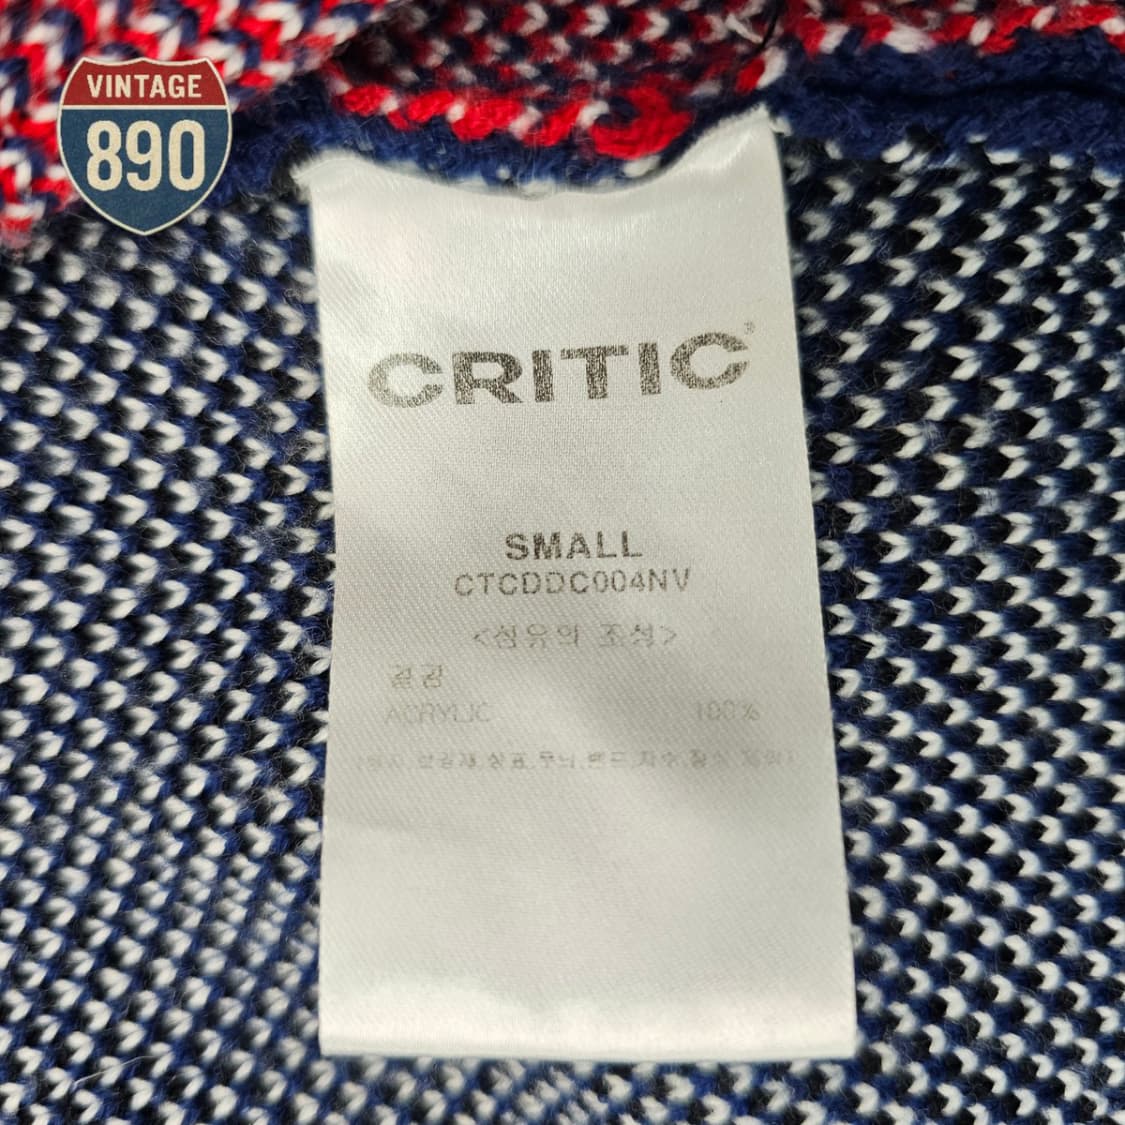 VINTAGE
890
CRITIC®
SMALL
CTCDDC004NV
<섬유의 조성>
겉감
ACRYLIC 100%